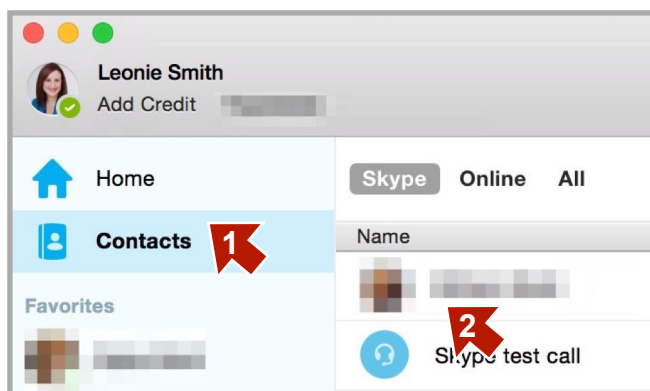 Leonie Smith
Add Credit
Home
Skype Online All
Contacts 1
Name
Favorites
2
Skype test call